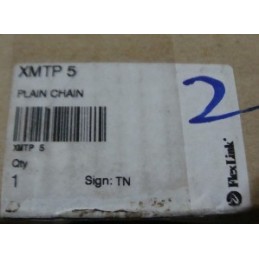 XMTP 5
PLAIN CHAIN
XMTP 5
Qty
1 Sign: TN
FlexLink®
2